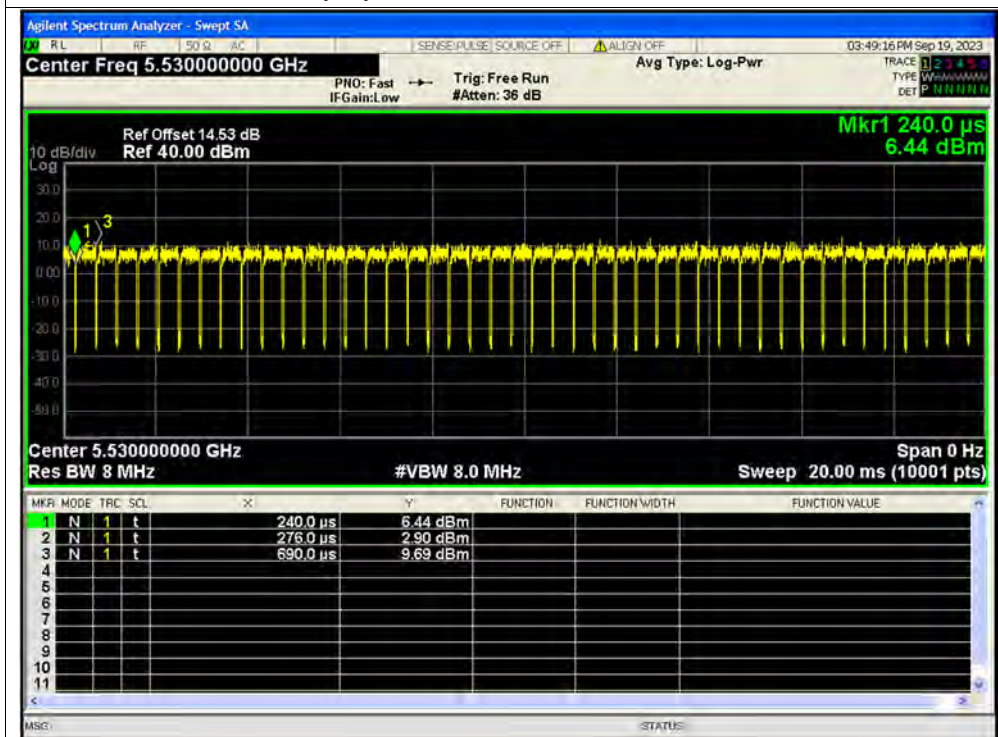 Agilent Spectrum Analyzer - Swept SA
RL RF 50 Ω AC SENSE:PULSE SOURCE OFF ALIGN OFF 03:49:16 PM Sep 19, 2023
Center Freq 5.530000000 GHz
PNO: Fast
IFGain:Low
Trig: Free Run
#Atten: 36 dB
Avg Type: Log-Pwr
TRACE 1 2 3 4 5 6
TYPE
DET P N N N N N
Mkr1 240.0 µs
6.44 dBm
Ref Offset 14.53 dB
10 dB/div Ref 40.00 dBm
Log
30.0
20.0
10.0
0.00
-10.0
-20.0
-30.0
-40.0
-50.0
1
3
Center 5.530000000 GHz Span 0 Hz
Res BW 8 MHz #VBW 8.0 MHz Sweep 20.00 ms (10001 pts)
MKR MODE TRC SCL X Y FUNCTION FUNCTION WIDTH FUNCTION VALUE
1 N 1 t 240.0 µs 6.44 dBm
2 N 1 t 276.0 µs 2.90 dBm
3 N 1 t 690.0 µs 9.69 dBm
4
5
6
7
8
9
10
11
MSG STATUS